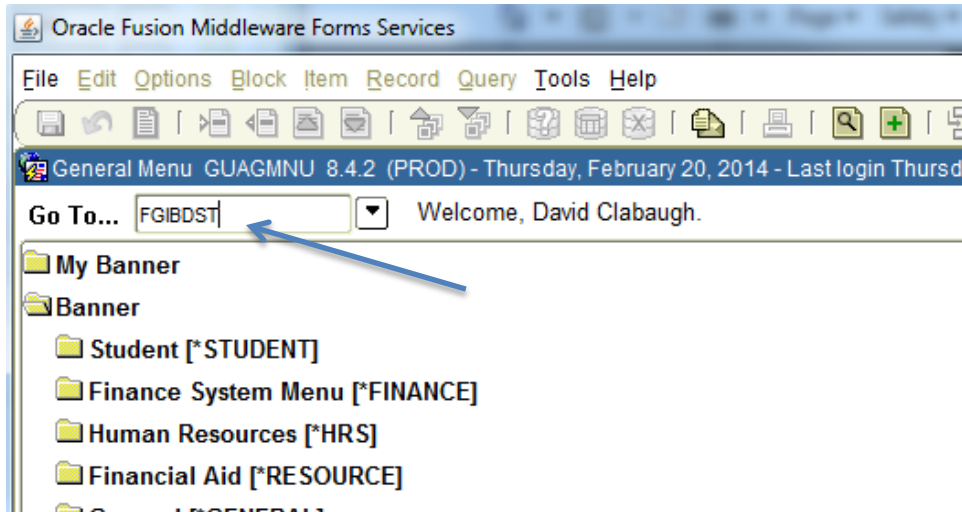 Oracle Fusion Middleware Forms Services
File Edit Options Block Item Record Query Tools Help
General Menu GUAGMNU 8.4.2 (PROD) - Thursday, February 20, 2014 - Last login Thursd
Go To... FGIBDST Welcome, David Clabaugh.
My Banner
Banner
Student [*STUDENT]
Finance System Menu [*FINANCE]
Human Resources [*HRS]
Financial Aid [*RESOURCE]
General [*GENERAL]